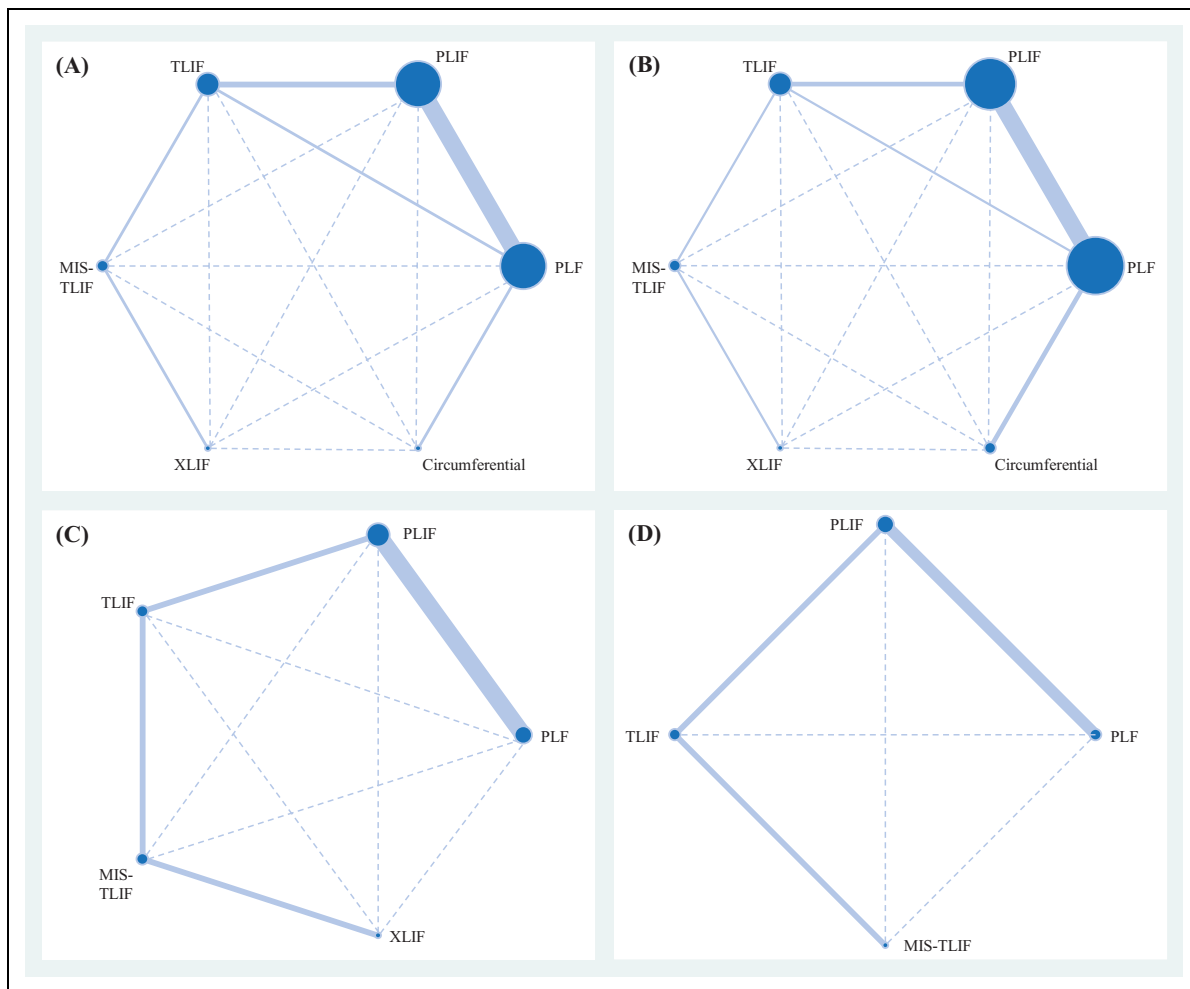 (A)
PLIF
TLIF
MIS-
TLIF
PLF
XLIF
Circumferential
(B)
PLIF
TLIF
MIS-
TLIF
PLF
XLIF
Circumferential
(C)
PLIF
TLIF
PLF
MIS-
TLIF
XLIF
(D)
PLIF
TLIF
PLF
MIS-TLIF